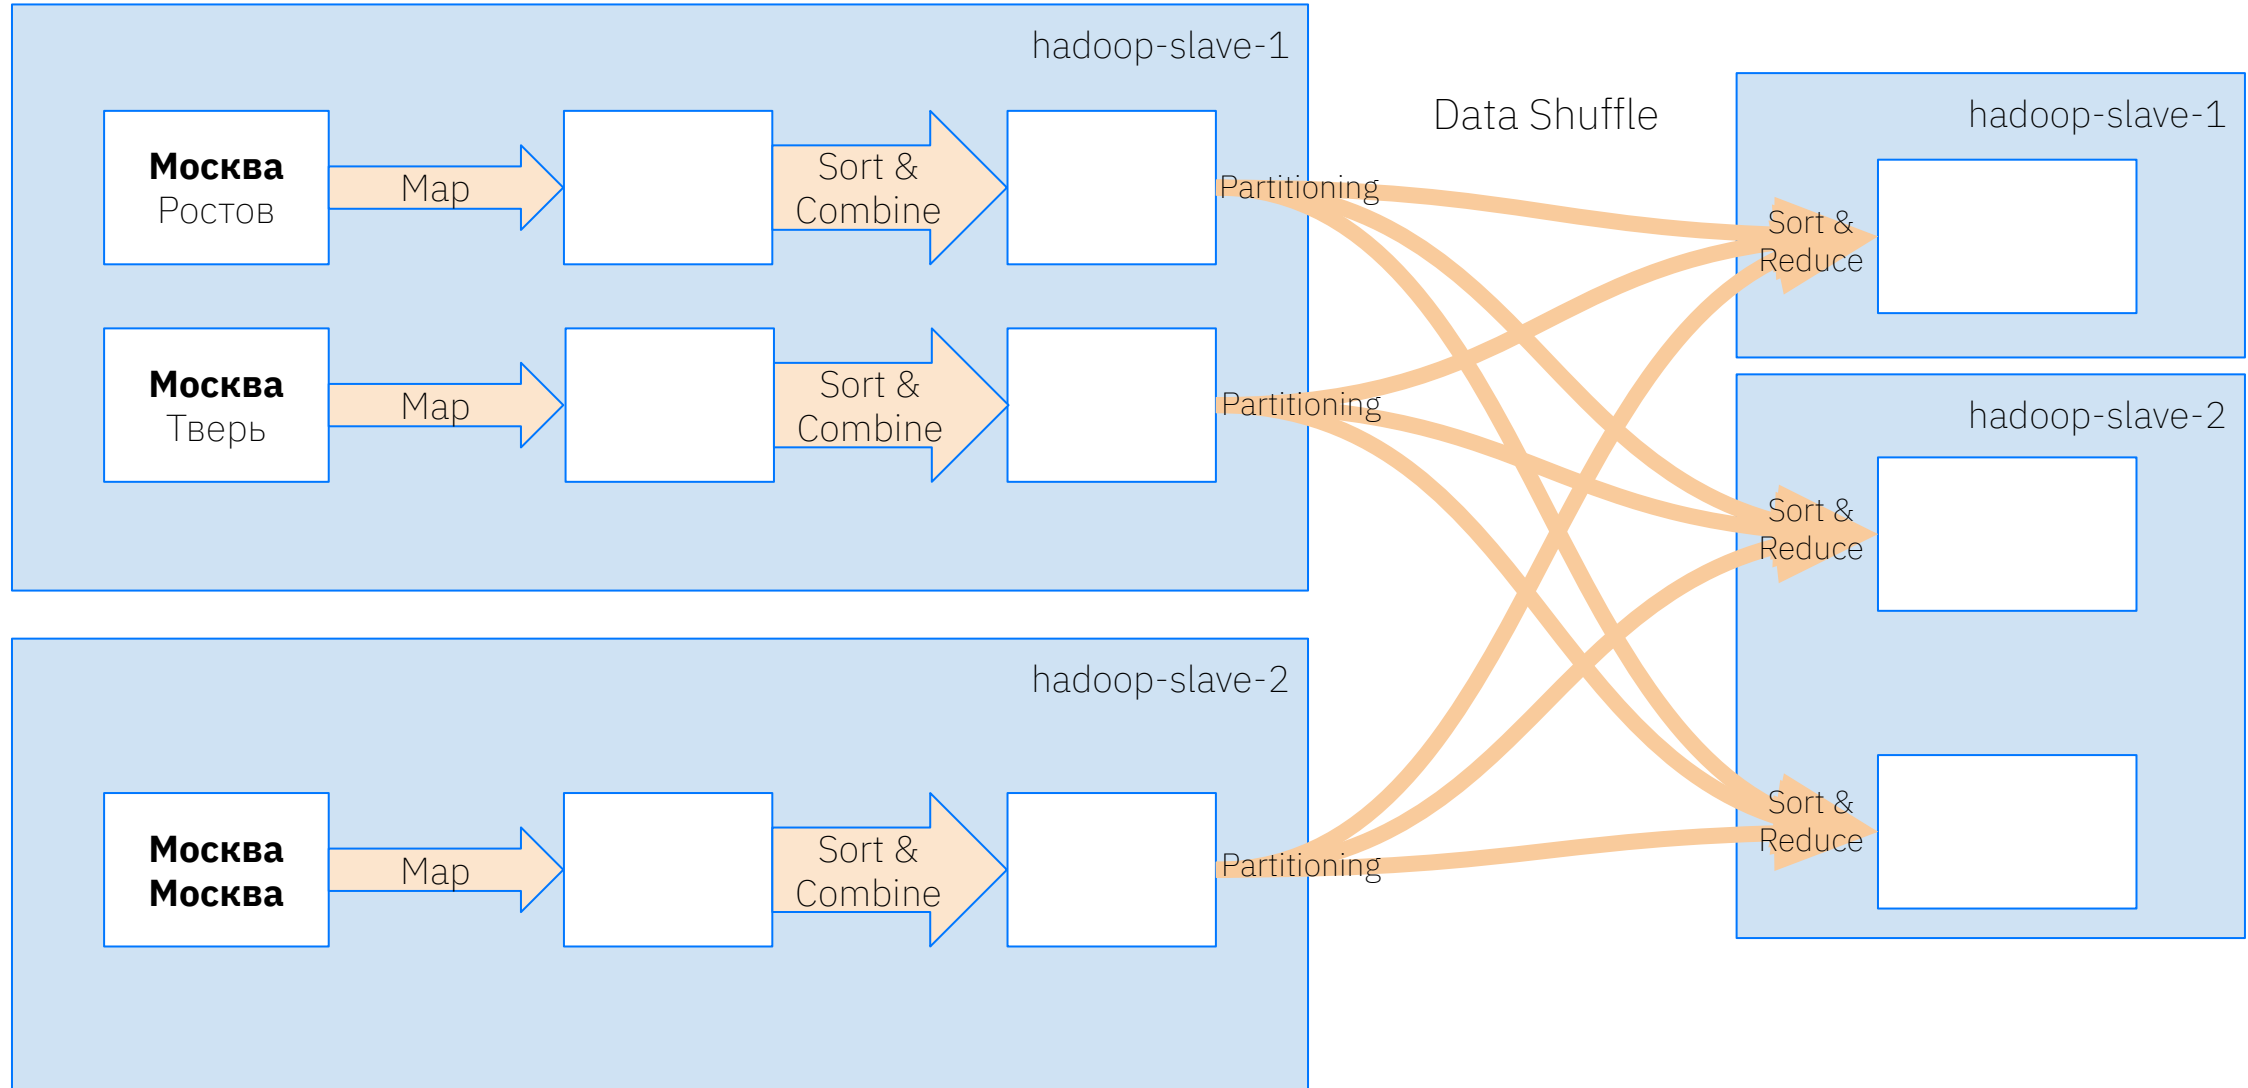 hadoop-slave-1
Москва
Ростов
Map
Sort &
Combine
Partitioning
Москва
Тверь
Map
Sort &
Combine
Partitioning
hadoop-slave-2
Москва
Москва
Map
Sort &
Combine
Partitioning
Data Shuffle
hadoop-slave-1
Sort &
Reduce
hadoop-slave-2
Sort &
Reduce
Sort &
Reduce